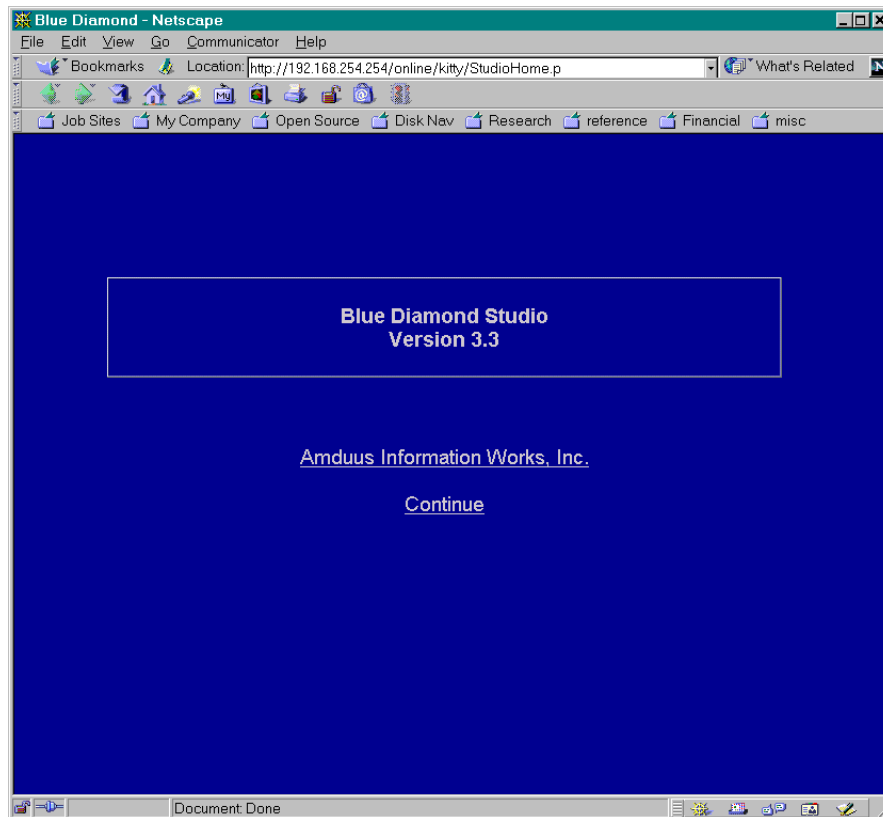 Blue Diamond - Netscape
File Edit View Go Communicator Help
Bookmarks Location: http://192.168.254.254/online/kitty/StudioHome.p What's Related N
My
Job Sites My Company Open Source Disk Nav Research reference Financial misc
Blue Diamond Studio
Version 3.3
Amduus Information Works, Inc.
Continue
Document: Done